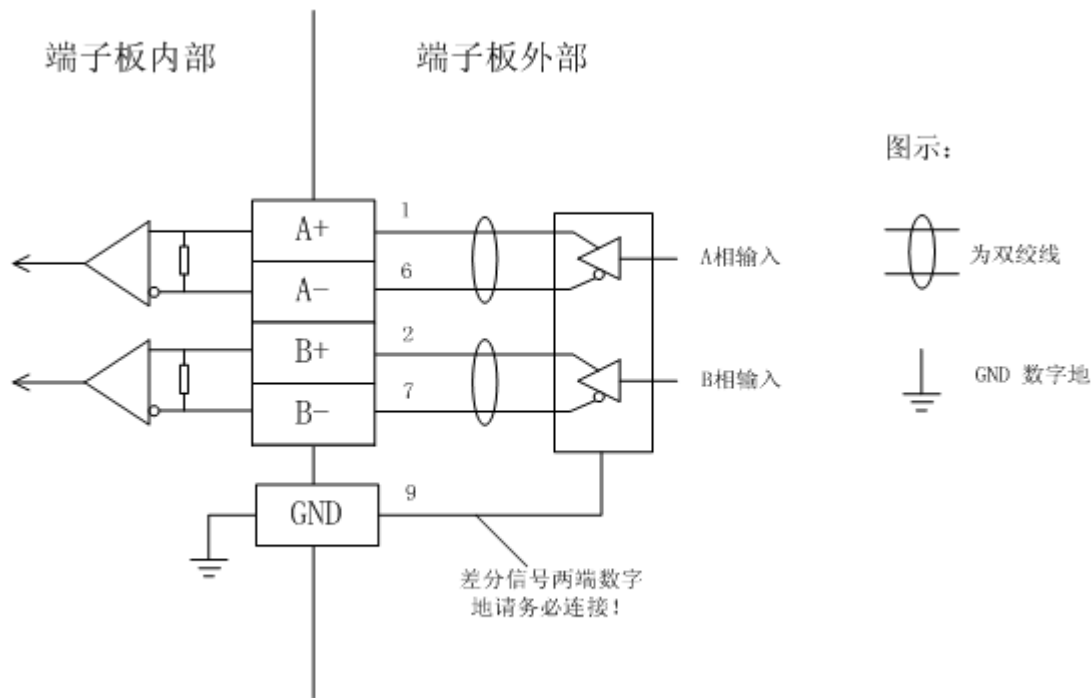 端子板内部
端子板外部
图示：
A+
1
A-
6
A相输入
为双绞线
B+
2
B-
7
B相输入
GND 数字地
GND
9
差分信号两端数字
地请务必连接！